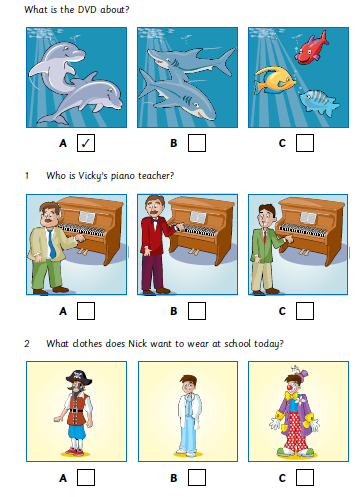 What is the DVD about?
A ✓ B C
1 Who is Vicky's piano teacher?
A B C
2 What clothes does Nick want to wear at school today?
A B C